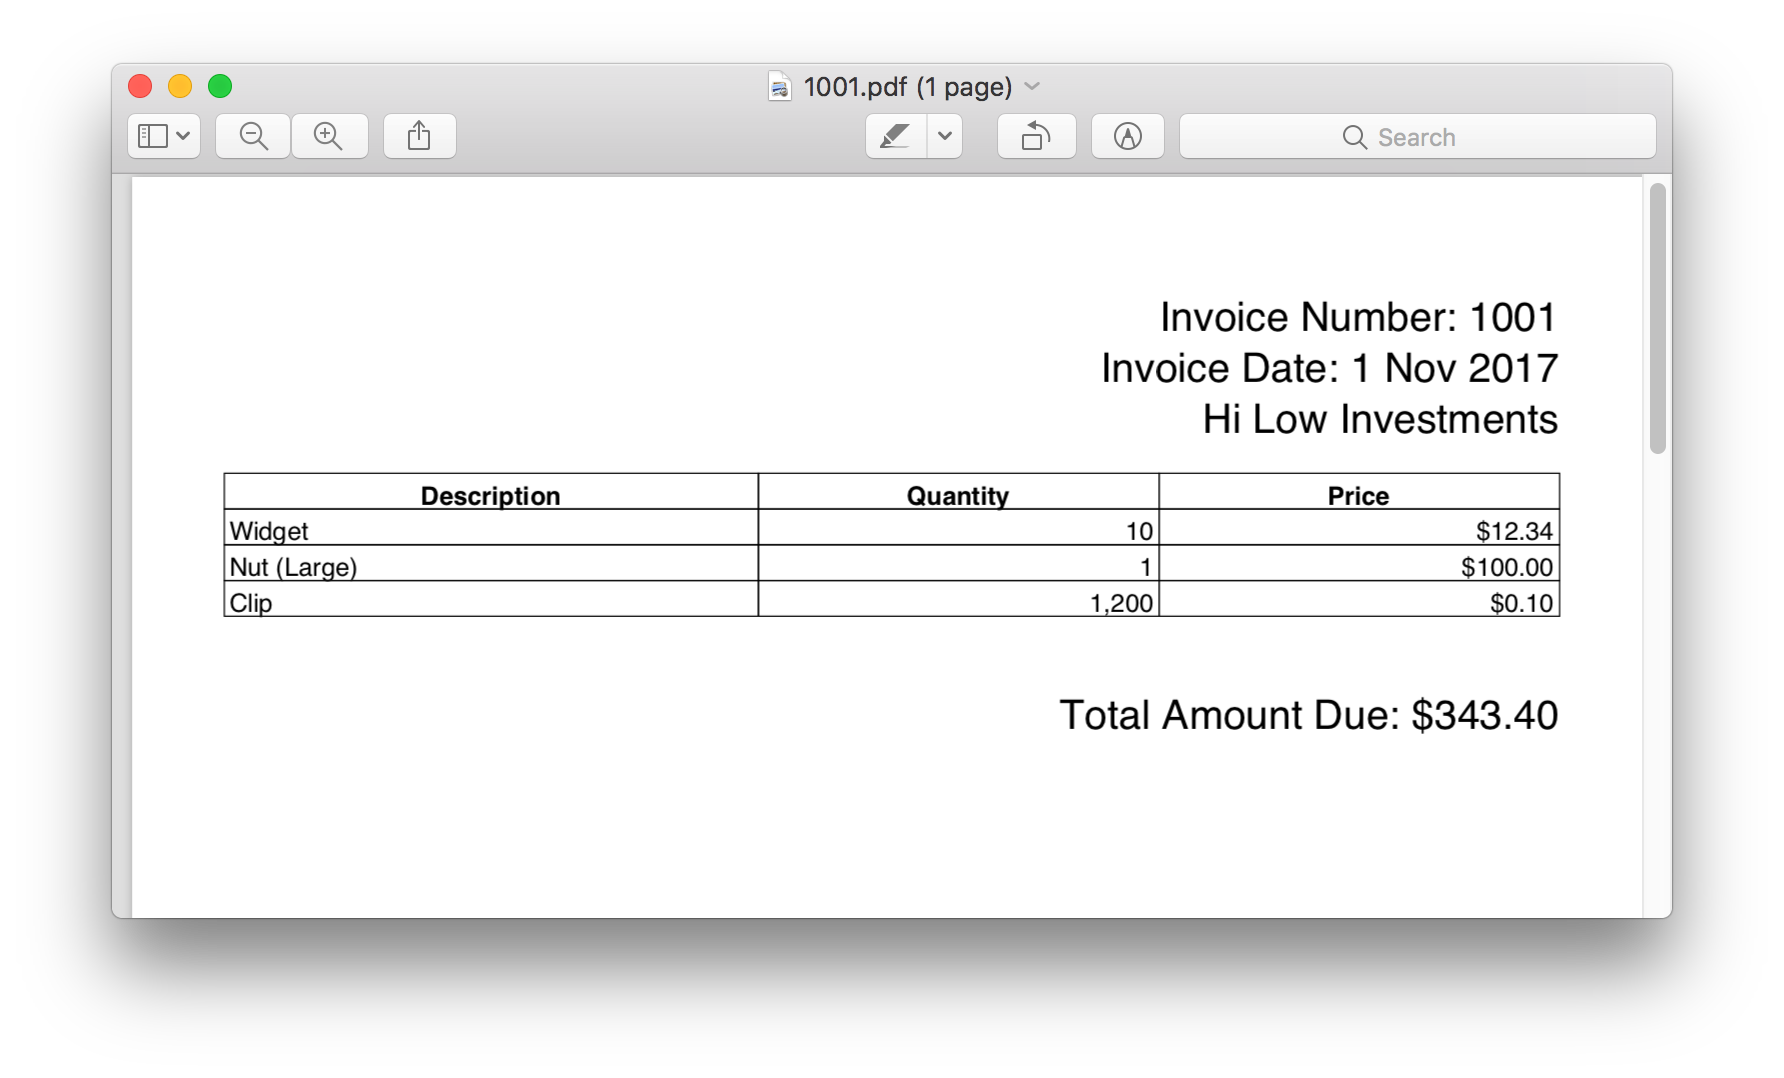 1001.pdf (1 page)
Search
Invoice Number: 1001
Invoice Date: 1 Nov 2017
Hi Low Investments
Description Quantity Price
Widget 10 $12.34
Nut (Large) 1 $100.00
Clip 1,200 $0.10
Total Amount Due: $343.40